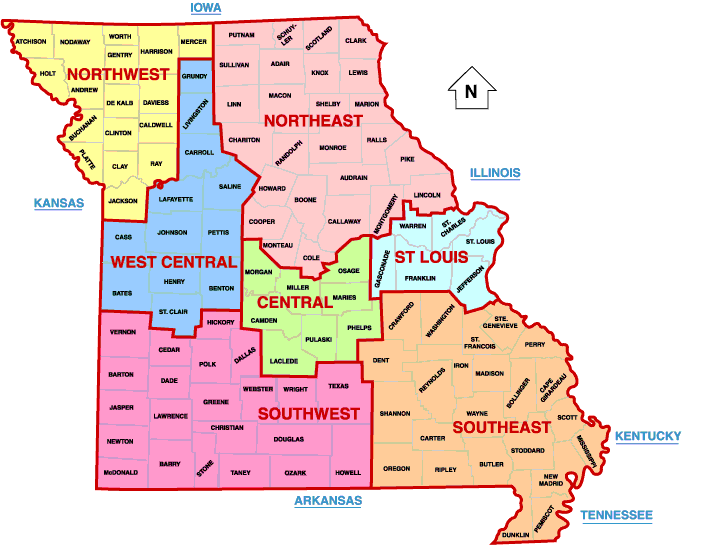 IOWA
ATCHISON
NODAWAY
WORTH
GENTRY
HARRISON
MERCER
HOLT
NORTHWEST
ANDREW
DE KALB
DAVIESS
BUCHANAN
CLINTON
CALDWELL
PLATTE
CLAY
RAY
JACKSON
PUTNAM
SCHUY-
LER
SCOTLAND
CLARK
SULLIVAN
ADAIR
KNOX
LEWIS
LINN
MACON
SHELBY
MARION
NORTHEAST
CHARITON
RANDOLPH
MONROE
RALLS
PIKE
AUDRAIN
HOWARD
BOONE
CALLAWAY
MONTGOMERY
LINCOLN
COOPER
MONTEAU
COLE
N
ILLINOIS
KANSAS
GRUNDY
LIVINGSTON
CARROLL
SALINE
LAFAYETTE
CASS
JOHNSON
PETTIS
WEST CENTRAL
BATES
HENRY
BENTON
ST. CLAIR
WARREN
ST.
CHARLES
ST. LOUIS
ST LOUIS
GASCONADE
FRANKLIN
JEFFERSON
MORGAN
MILLER
OSAGE
CENTRAL
MARIES
CAMDEN
PULASKI
PHELPS
LACLEDE
VERNON
HICKORY
CEDAR
POLK
DALLAS
BARTON
DADE
GREENE
WEBSTER
WRIGHT
TEXAS
JASPER
LAWRENCE
SOUTHWEST
CHRISTIAN
DOUGLAS
NEWTON
McDONALD
BARRY
STONE
TANEY
OZARK
HOWELL
CRAWFORD
WASHINGTON
STE.
GENEVIEVE
ST.
FRANCOIS
PERRY
DENT
REYNOLDS
IRON
MADISON
BOLLINGER
CAPE
GIRARDEAU
SHANNON
WAYNE
SCOTT
SOUTHEAST
CARTER
STODDARD
MISSISSIPPI
OREGON
RIPLEY
BUTLER
NEW
MADRID
DUNKLIN
PEMISCOT
KENTUCKY
ARKANSAS
TENNESSEE